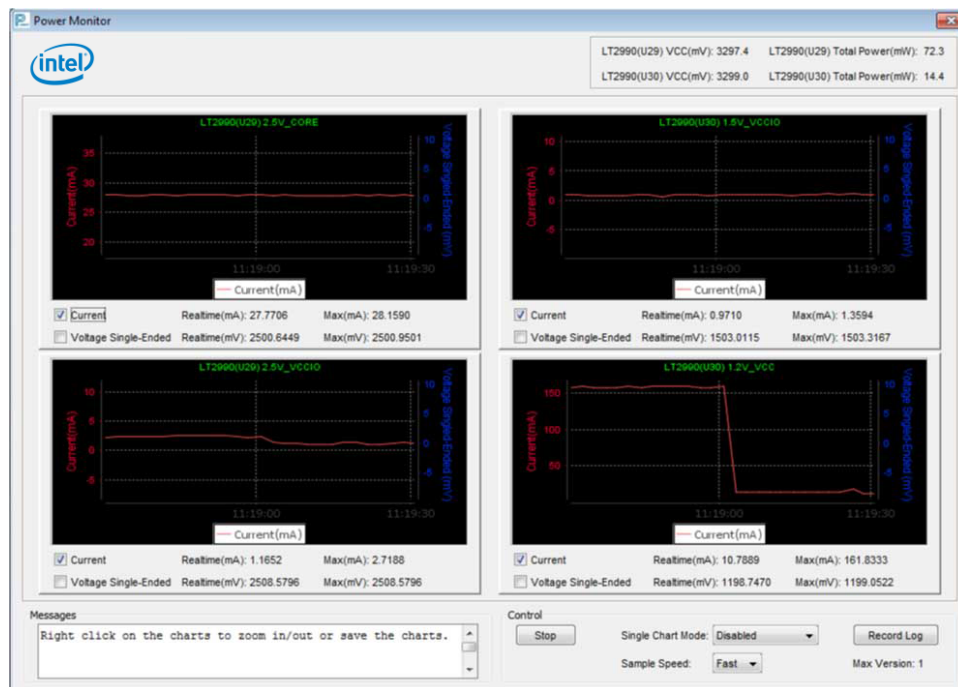 Power Monitor
intel
LT2990(U29) VCC(mV): 3297.4 LT2990(U29) Total Power(mW): 72.3
LT2990(U30) VCC(mV): 3299.0 LT2990(U30) Total Power(mW): 14.4
LT2990(U29) 2.5V_CORE
Current(mA)
35
30
25
20
10
5
0
-5
Voltage Singed-Ended (mV)
11:19:00 11:19:30
Current(mA)
Current Realtime(mA): 27.7706 Max(mA): 28.1590
Voltage Single-Ended Realtime(mV): 2500.6449 Max(mV): 2500.9501
LT2990(U30) 1.5V_VCCIO
Current(mA)
10
5
0
-5
10
5
0
-5
Voltage Singed-Ended (mV)
11:19:00 11:19:30
Current(mA)
Current Realtime(mA): 0.9710 Max(mA): 1.3594
Voltage Single-Ended Realtime(mV): 1503.0115 Max(mV): 1503.3167
LT2990(U29) 2.5V_VCCIO
Current(mA)
10
5
0
-5
10
5
0
-5
Voltage Singed-Ended (mV)
11:19:00 11:19:30
Current(mA)
Current Realtime(mA): 1.1652 Max(mA): 2.7188
Voltage Single-Ended Realtime(mV): 2508.5796 Max(mV): 2508.5796
LT2990(U30) 1.2V_VCC
Current(mA)
150
100
50
10
5
0
-5
Voltage Singed-Ended (mV)
11:19:00 11:19:30
Current(mA)
Current Realtime(mA): 10.7889 Max(mA): 161.8333
Voltage Single-Ended Realtime(mV): 1198.7470 Max(mV): 1199.0522
Messages
Right click on the charts to zoom in/out or save the charts.
Control
Stop Single Chart Mode: Disabled Record Log
Sample Speed: Fast Max Version: 1